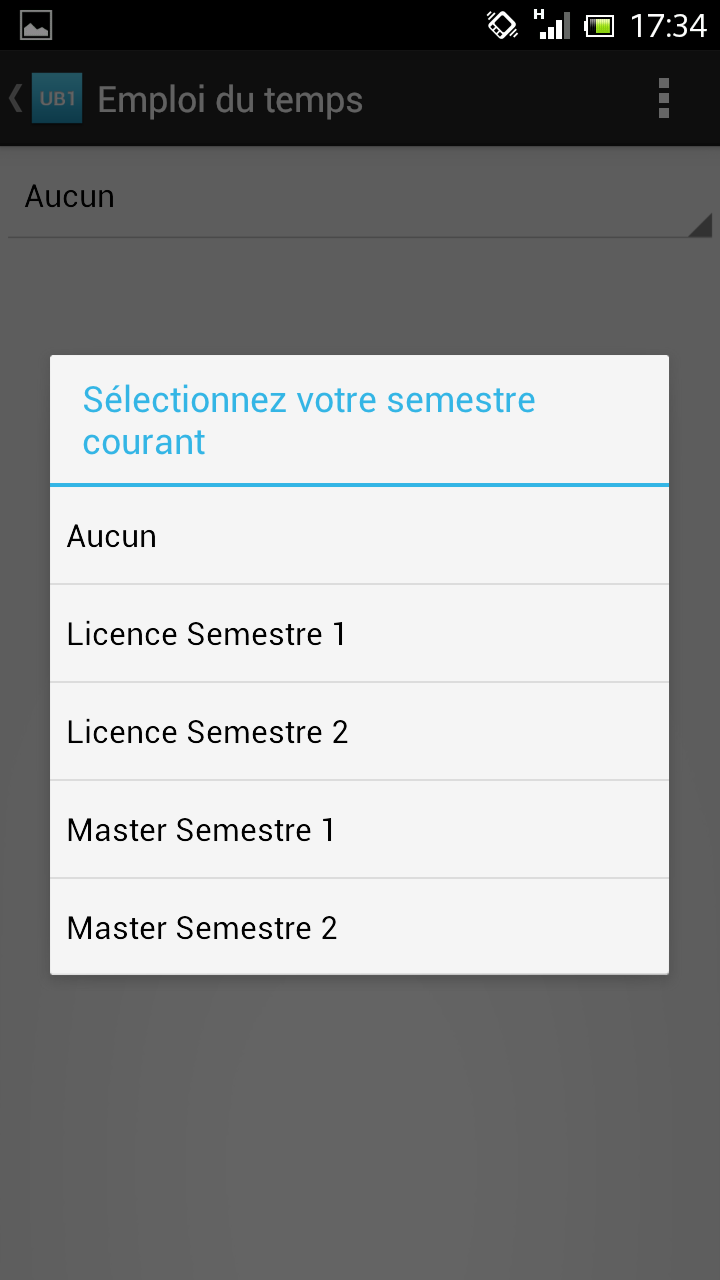 H
17:34
UB1 Emploi du temps
Aucun
Sélectionnez votre semestre
courant
Aucun
Licence Semestre 1
Licence Semestre 2
Master Semestre 1
Master Semestre 2